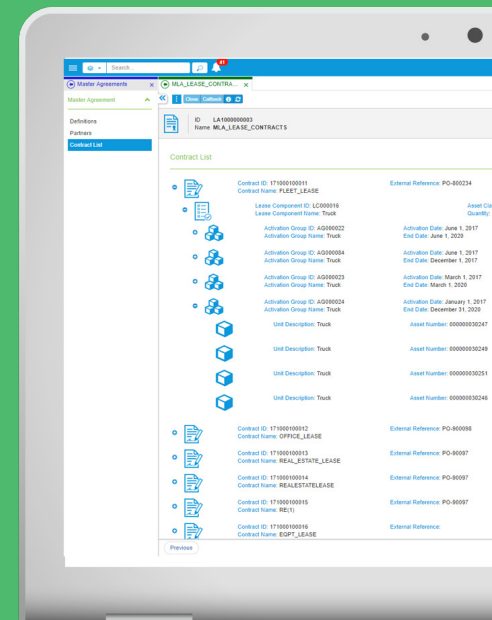 Search...
41
Master Agreements ×
MLA_LEASE_CONTRA... ×
Master Agreement
Close Callback
Definitions
Partners
Contract List
ID LA1000000003
Name MLA_LEASE_CONTRACTS
Contract List
Contract ID: 171000100011 External Reference: PO-800234
Contract Name: FLEET_LEASE
Lease Component ID: LC000016 Asset Cla
Lease Component Name: Truck Quantity:
Activation Group ID: AG000022 Activation Date: June 1, 2017
Activation Group Name: Truck End Date: June 1, 2020
Activation Group ID: AG000084 Activation Date: June 1, 2017
Activation Group Name: Truck End Date: December 1, 2017
Activation Group ID: AG000023 Activation Date: March 1, 2017
Activation Group Name: Truck End Date: March 1, 2020
Activation Group ID: AG000024 Activation Date: January 1, 2017
Activation Group Name: Truck End Date: December 31, 2020
Unit Description: Truck Asset Number: 000000030247
Unit Description: Truck Asset Number: 000000030249
Unit Description: Truck Asset Number: 000000030251
Unit Description: Truck Asset Number: 000000030246
Contract ID: 171000100012 External Reference: PO-900098
Contract Name: OFFICE_LEASE
Contract ID: 171000100013 External Reference: PO-90097
Contract Name: REAL_ESTATE_LEASE
Contract ID: 171000100014 External Reference: PO-90097
Contract Name: REALESTATELEASE
Contract ID: 171000100015 External Reference: PO-90097
Contract Name: RE(1)
Contract ID: 171000100016 External Reference:
Contract Name: EQPT_LEASE
Previous